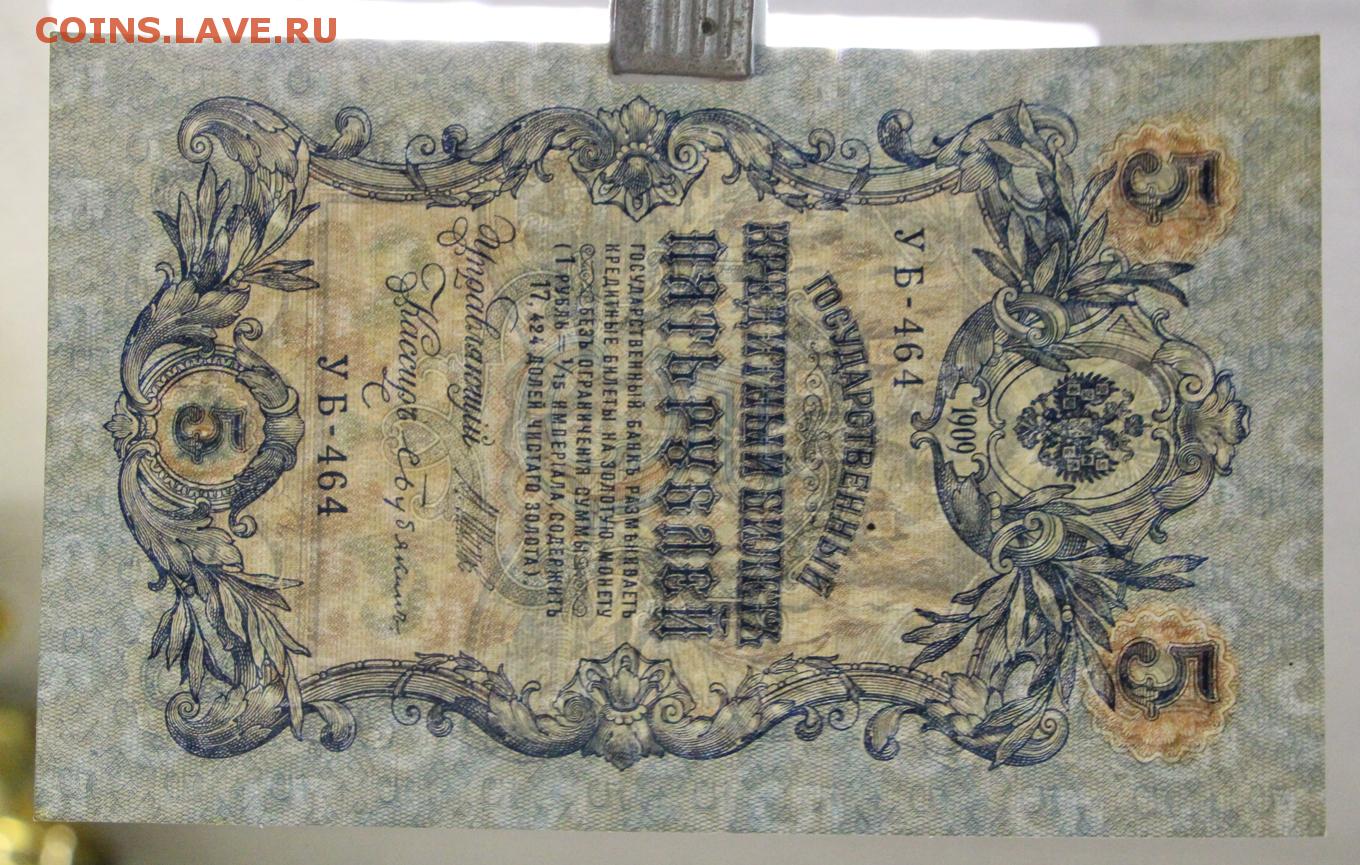 COINS.LAVE.RU
5 5
1909
УБ-464
ГОСУДАРСТВЕННЫЙ
КРЕДИТНЫЙ БИЛЕТЪ
ПЯТЬ РУБЛЕЙ
ГОСУДАРСТВЕННЫЙ БАНКЪ РАЗМѢНИВАЕТЪ
КРЕДИТНЫЕ БИЛЕТЫ НА ЗОЛОТУЮ МОНЕТУ
БЕЗЪ ОГРАНИЧЕНІЯ СУММЫ
(1 РУБЛЬ = 1/15 ИМПЕРІАЛА, СОДЕРЖИТЪ
17,424 ДОЛЕЙ ЧИСТАГО ЗОЛОТА).
Управляющій
Кассиръ
УБ-464
5